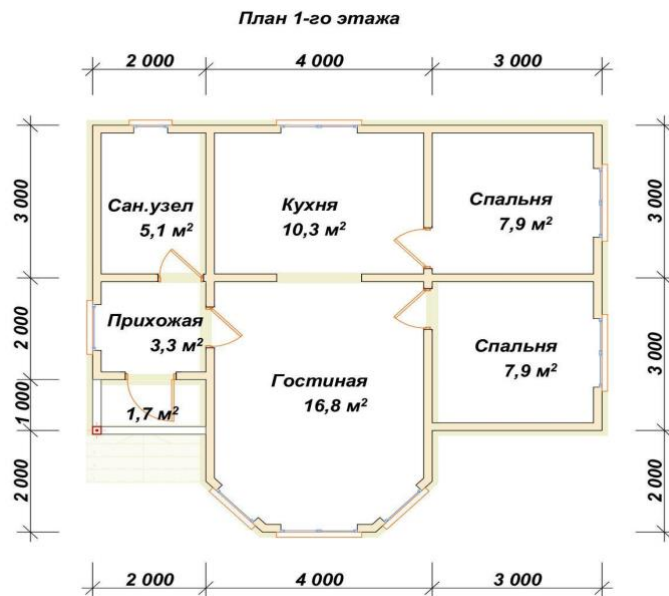 План 1-го этажа
2 000 4 000 3 000
3 000
2 000
1 000
2 000
Сан.узел
5,1 м²
Кухня
10,3 м²
Спальня
7,9 м²
Прихожая
3,3 м²
1,7 м²
Гостиная
16,8 м²
Спальня
7,9 м²
3 000
3 000
2 000
2 000 4 000 3 000